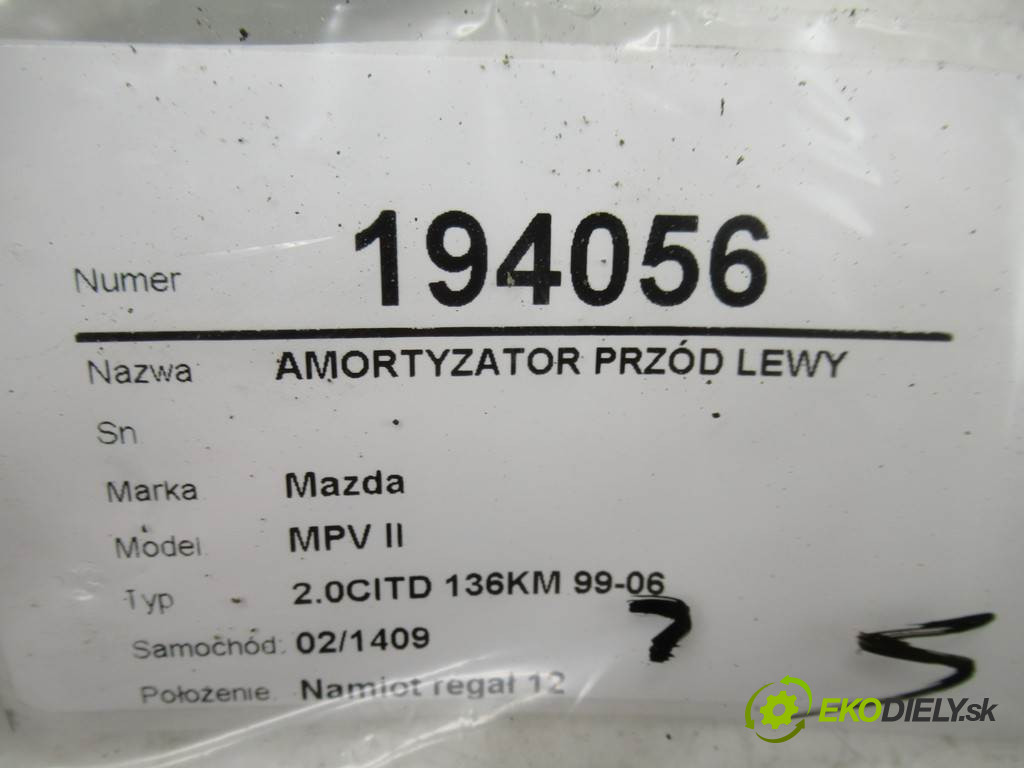 Numer 194056
Nazwa AMORTYZATOR PRZÓD LEWY
Sn
Marka Mazda
Model MPV II
Typ 2.0CITD 136KM 99-06
Samochód: 02/1409
Położenie Namiot regał 12
EKODIELY.sk